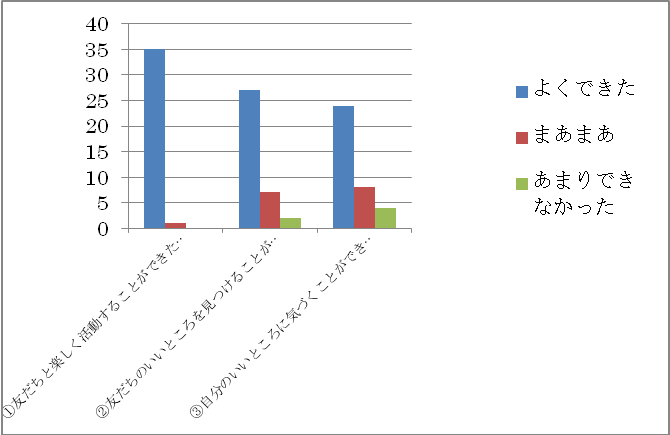 40
35
30
25
20
15
10
5
0
①友だちと楽しく活動することができた…
②友だちのいいところを見つけることが…
③自分のいいところに気づくことができ…
よくできた
まあまあ
あまりでき
なかった